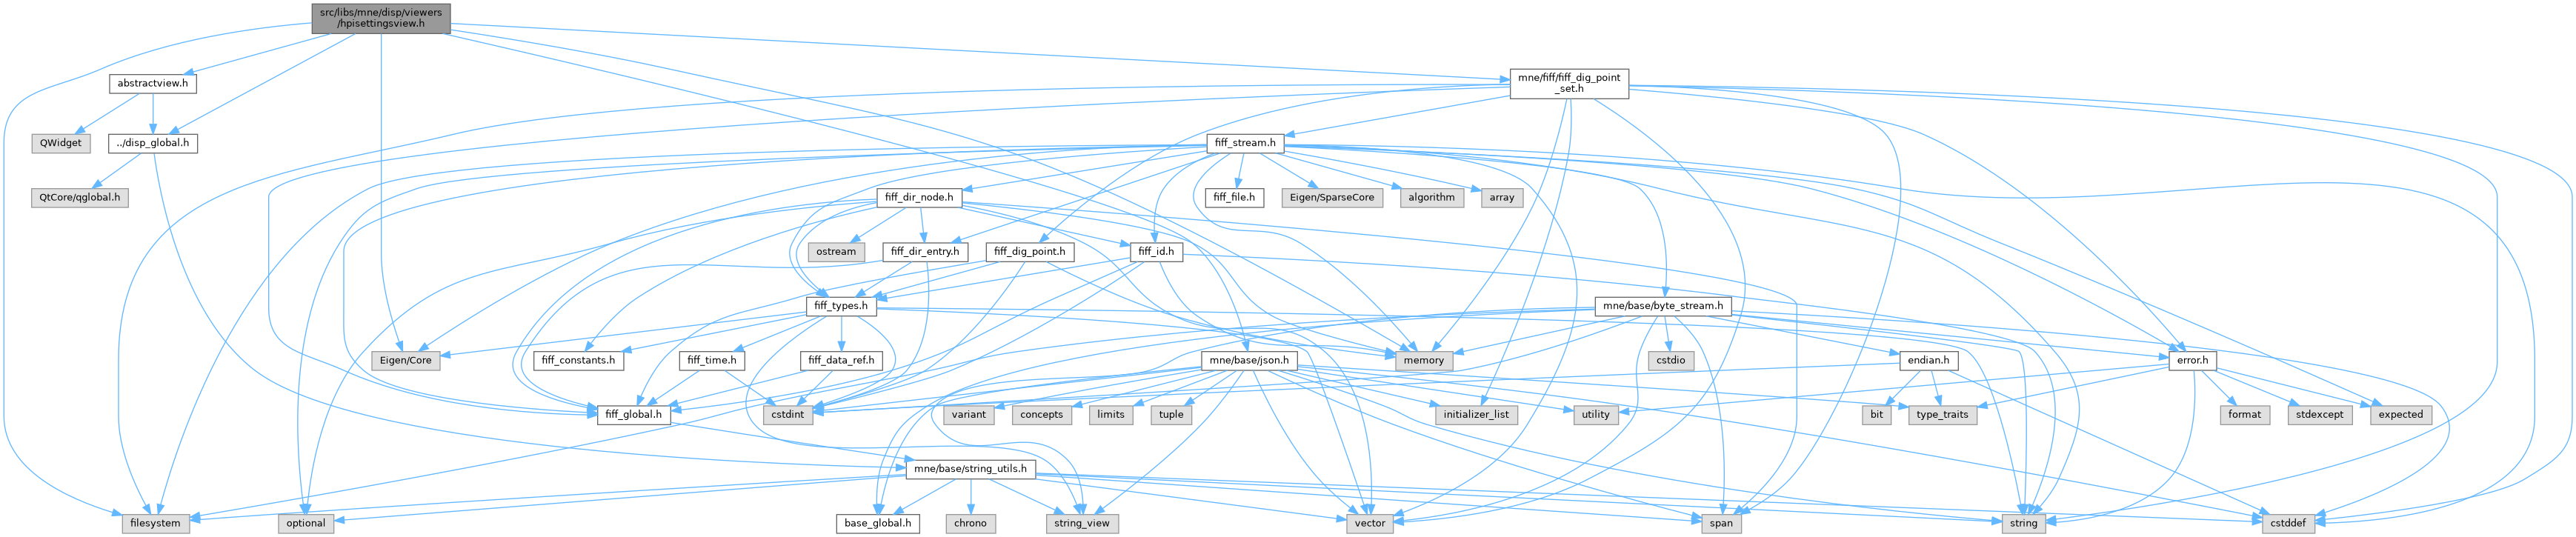 src/libs/mne/disp/viewers
/hpisettingsview.h
abstractview.h
mne/fiff/fiff_dig_point
_set.h
QWidget
../disp_global.h
fiff_stream.h
QtCore/qglobal.h
fiff_dir_node.h
fiff_file.h
Eigen/SparseCore
algorithm
array
ostream
fiff_dir_entry.h
fiff_dig_point.h
fiff_id.h
fiff_types.h
mne/base/byte_stream.h
Eigen/Core
fiff_constants.h
fiff_time.h
fiff_data_ref.h
mne/base/json.h
memory
cstdio
endian.h
error.h
fiff_global.h
cstdint
variant
concepts
limits
tuple
initializer_list
utility
bit
type_traits
format
stdexcept
expected
mne/base/string_utils.h
filesystem
optional
base_global.h
chrono
string_view
vector
span
string
cstddef